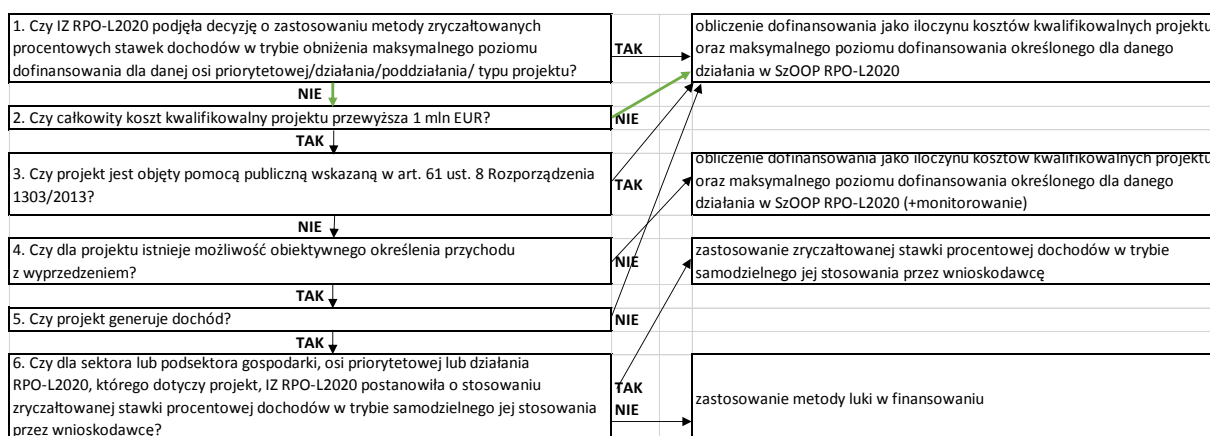 1. Czy IZ RPO-L2020 podjęła decyzję o zastosowaniu metody zryczałtowanych
procentowych stawek dochodów w trybie obniżenia maksymalnego poziomu
dofinansowania dla danej osi priorytetowej/działania/poddziałania/ typu projektu?
TAK
obliczenie dofinansowania jako iloczynu kosztów kwalifikowalnych projektu
oraz maksymalnego poziomu dofinansowania określonego dla danego
działania w SzOOP RPO-L2020
NIE
2. Czy całkowity koszt kwalifikowalny projektu przewyższa 1 mln EUR?
NIE
TAK
3. Czy projekt jest objęty pomocą publiczną wskazaną w art. 61 ust. 8 Rozporządzenia
1303/2013?
TAK
obliczenie dofinansowania jako iloczynu kosztów kwalifikowalnych projektu
oraz maksymalnego poziomu dofinansowania określonego dla danego
działania w SzOOP RPO-L2020 (+monitorowanie)
NIE
4. Czy dla projektu istnieje możliwość obiektywnego określenia przychodu
z wyprzedzeniem?
NIE
zastosowanie zryczałtowanej stawki procentowej dochodów w trybie
samodzielnego jej stosowania przez wnioskodawcę
TAK
5. Czy projekt generuje dochód?
NIE
TAK
6. Czy dla sektora lub podsektora gospodarki, osi priorytetowej lub działania
RPO-L2020, którego dotyczy projekt, IZ RPO-L2020 postanowiła o stosowaniu
zryczałtowanej stawki procentowej dochodów w trybie samodzielnego jej stosowania
przez wnioskodawcę?
TAK
NIE
zastosowanie metody luki w finansowaniu